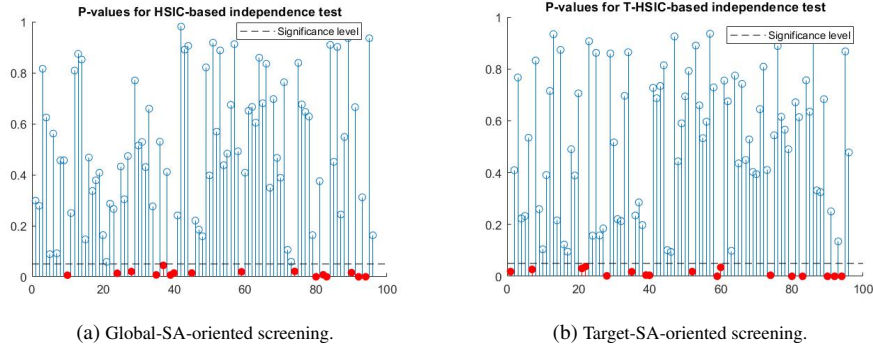 P-values for HSIC-based independence test
Significance level
1
0.8
0.6
0.4
0.2
0
0 20 40 60 80 100
(a) Global-SA-oriented screening.
P-values for T-HSIC-based independence test
Significance level
1
0.8
0.6
0.4
0.2
0
0 20 40 60 80 100
(b) Target-SA-oriented screening.